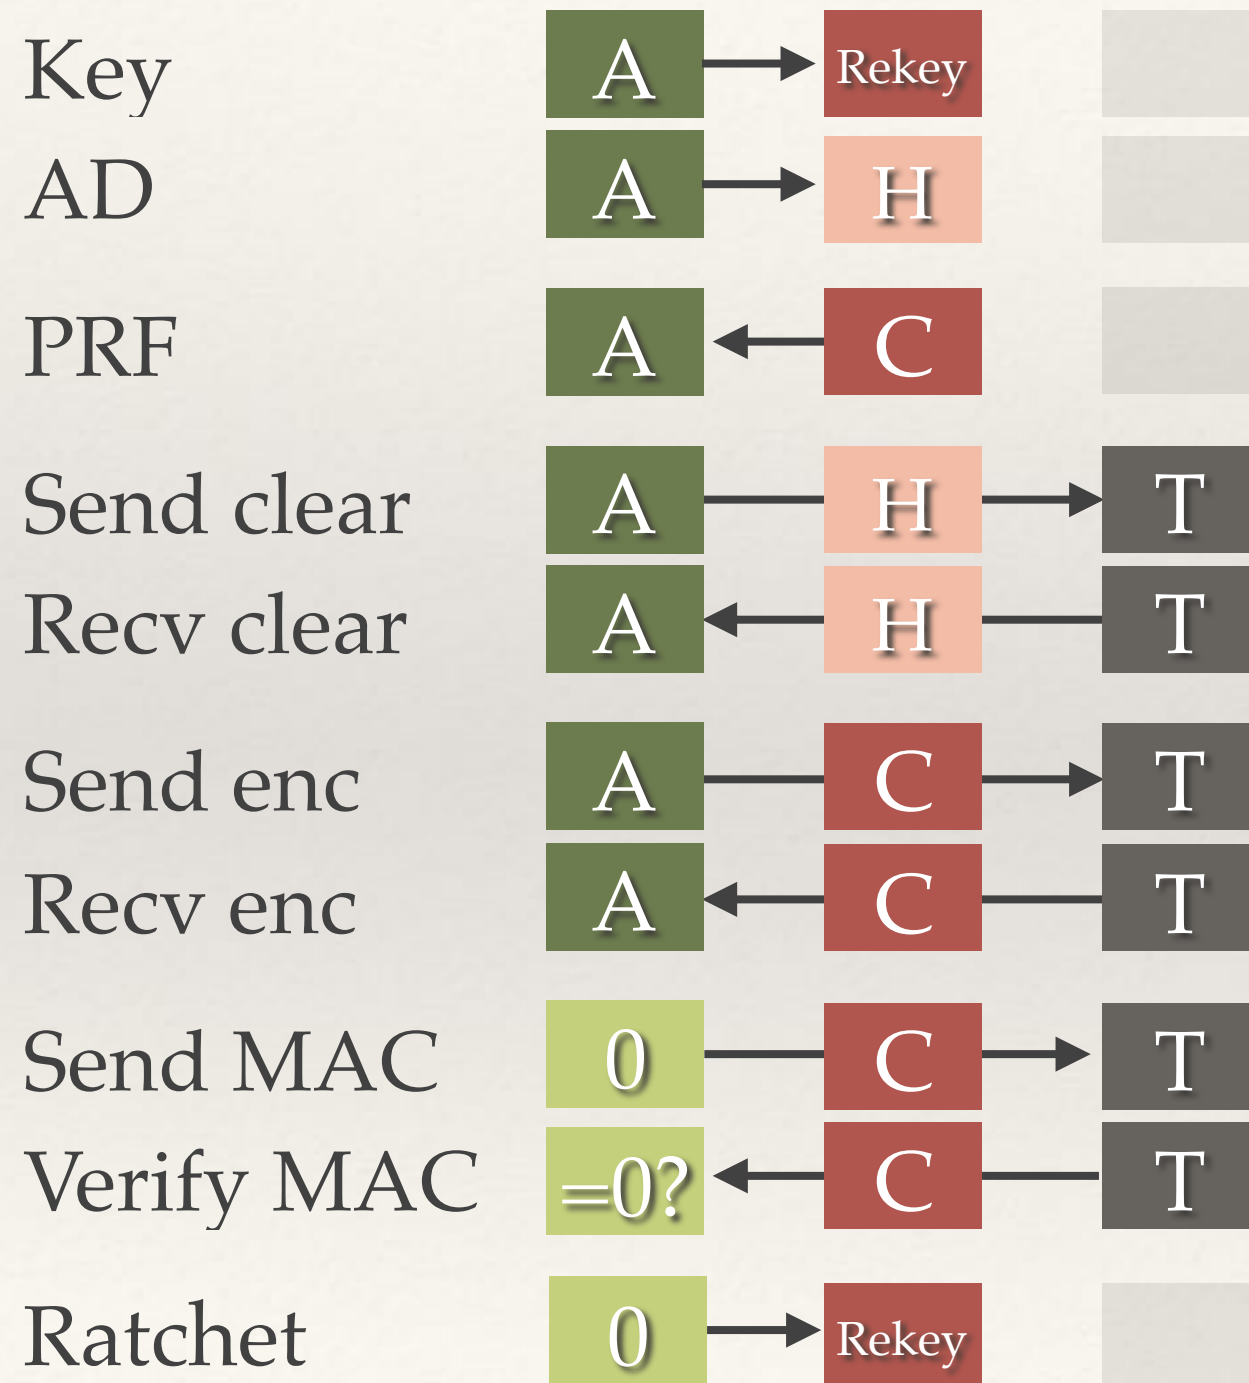 Key A Rekey
AD A H
PRF A C
Send clear A H T
Recv clear A H T
Send enc A C T
Recv enc A C T
Send MAC 0 C T
Verify MAC =0? C T
Ratchet 0 Rekey